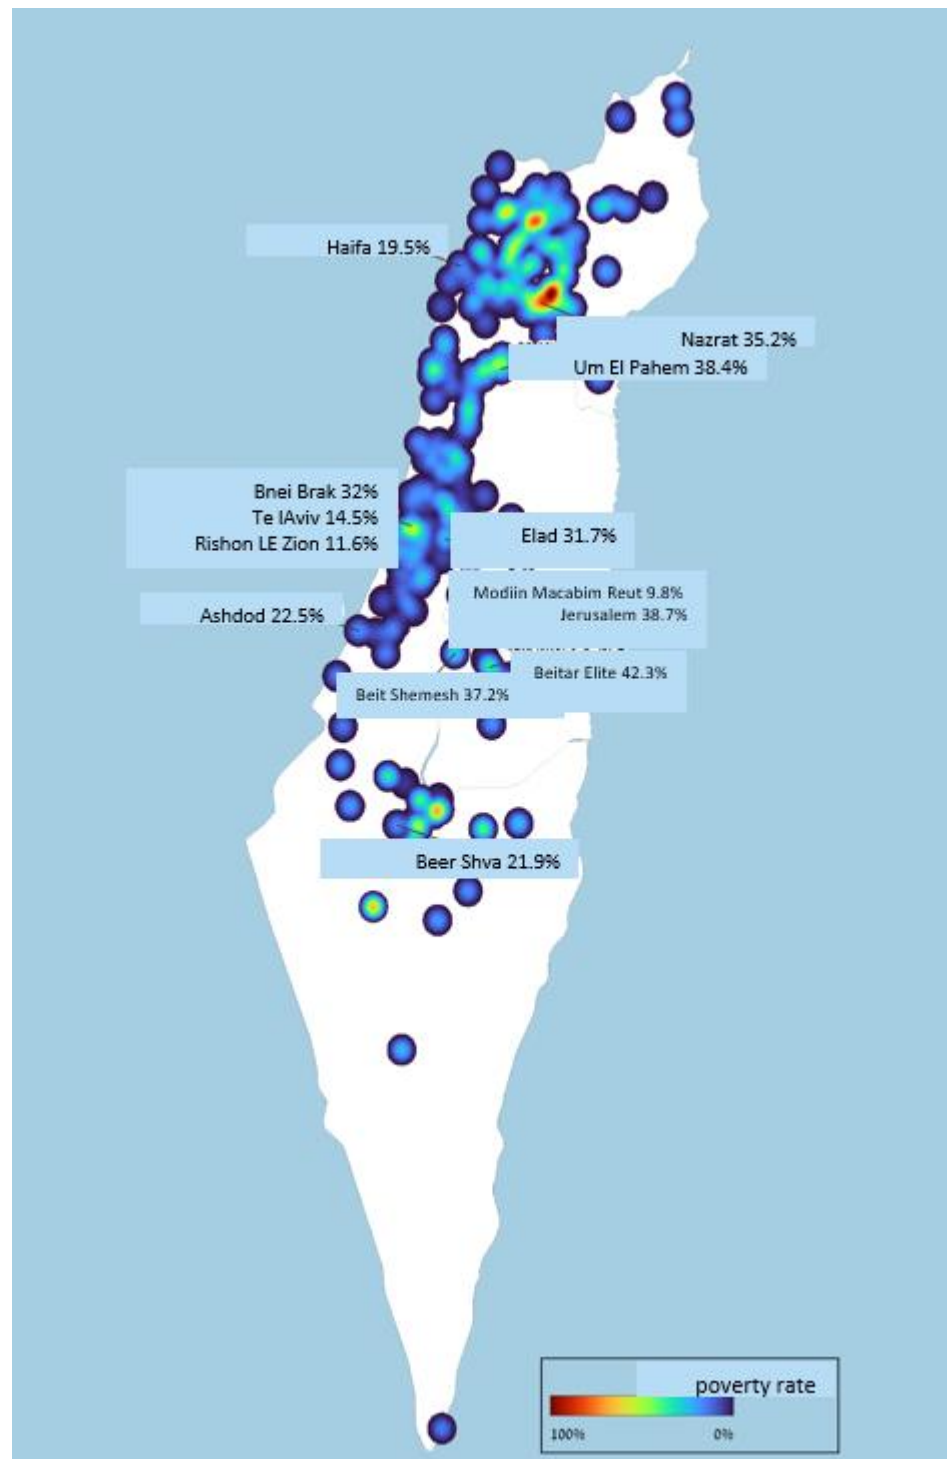 Haifa 19.5%
Nazrat 35.2%
Um El Pahem 38.4%
Bnei Brak 32%
Te lAviv 14.5%
Rishon LE Zion 11.6%
Elad 31.7%
Modiin Macabim Reut 9.8%
Jerusalem 38.7%
Ashdod 22.5%
Beitar Elite 42.3%
Beit Shemesh 37.2%
Beer Shva 21.9%
poverty rate
100% 0%